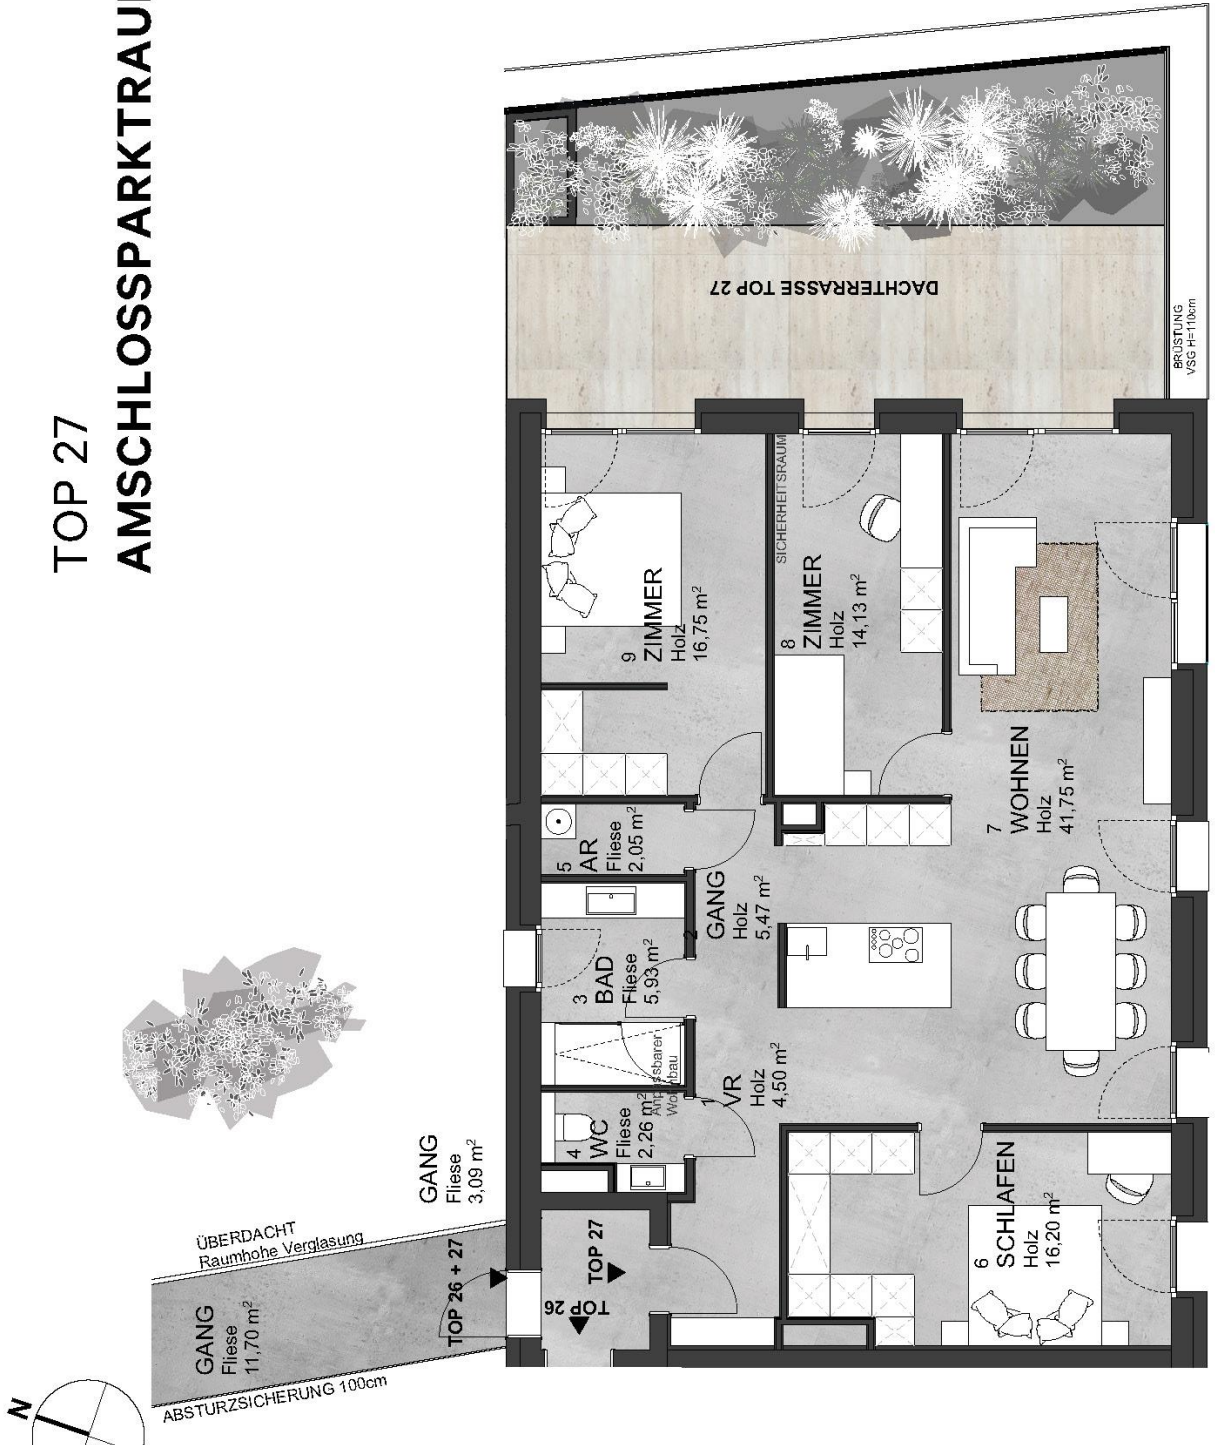 TOP 27
AMSCHLOSSPARKTRAU
DACHTERRASSE TOP 27
BRÜSTUNG
VSG H=110cm
SICHERHEITSRAUM
9
ZIMMER
Holz
16,75 m²
8
ZIMMER
Holz
14,13 m²
7
WOHNEN
Holz
41,75 m²
5
AR
Fliese
2,05 m²
2
GANG
Holz
5,47 m²
3
BAD
Fliese
5,93 m²
Anpassbarer
Wohnbau
4
WC
Fliese
2,26 m²
1
VR
Holz
4,50 m²
6
SCHLAFEN
Holz
16,20 m²
GANG
Fliese
3,09 m²
ÜBERDACHT
Raumhohe Verglasung
GANG
Fliese
11,70 m²
TOP 26 + 27
TOP 27
TOP 26
ABSTURZSICHERUNG 100cm
N